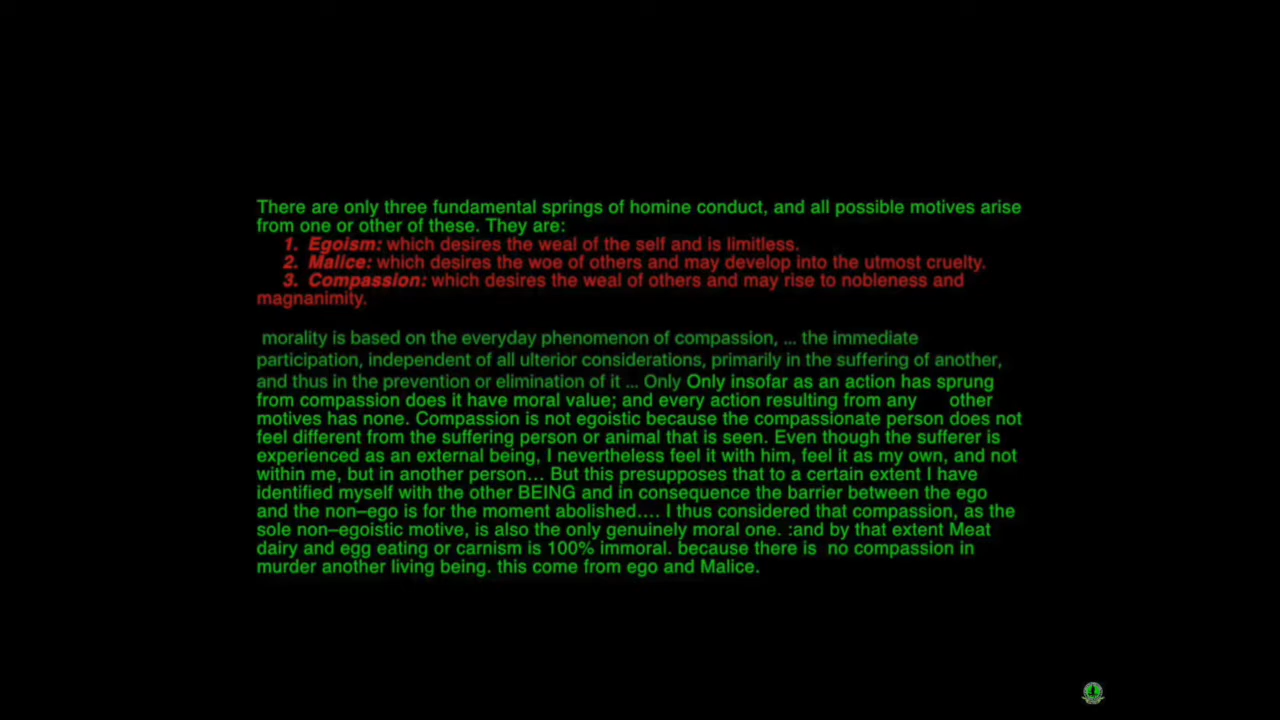 There are only three fundamental springs of homine conduct, and all possible motives arise
from one or other of these. They are:
1. Egoism: which desires the weal of the self and is limitless.
2. Malice: which desires the woe of others and may develop into the utmost cruelty.
3. Compassion: which desires the weal of others and may rise to nobleness and
magnanimity.
morality is based on the everyday phenomenon of compassion, ... the immediate
participation, independent of all ulterior considerations, primarily in the suffering of another,
and thus in the prevention or elimination of it ... Only Only insofar as an action has sprung
from compassion does it have moral value; and every action resulting from any other
motives has none. Compassion is not egoistic because the compassionate person does not
feel different from the suffering person or animal that is seen. Even though the sufferer is
experienced as an external being, I nevertheless feel it with him, feel it as my own, and not
within me, but in another person... But this presupposes that to a certain extent I have
identified myself with the other BEING and in consequence the barrier between the ego
and the non–ego is for the moment abolished.... I thus considered that compassion, as the
sole non–egoistic motive, is also the only genuinely moral one. :and by that extent Meat
dairy and egg eating or carnism is 100% immoral. because there is no compassion in
murder another living being. this come from ego and Malice.